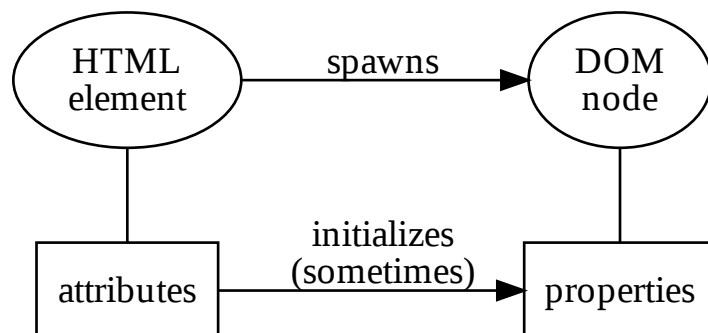 HTML
element
spawns
DOM
node
initializes
(sometimes)
attributes
properties